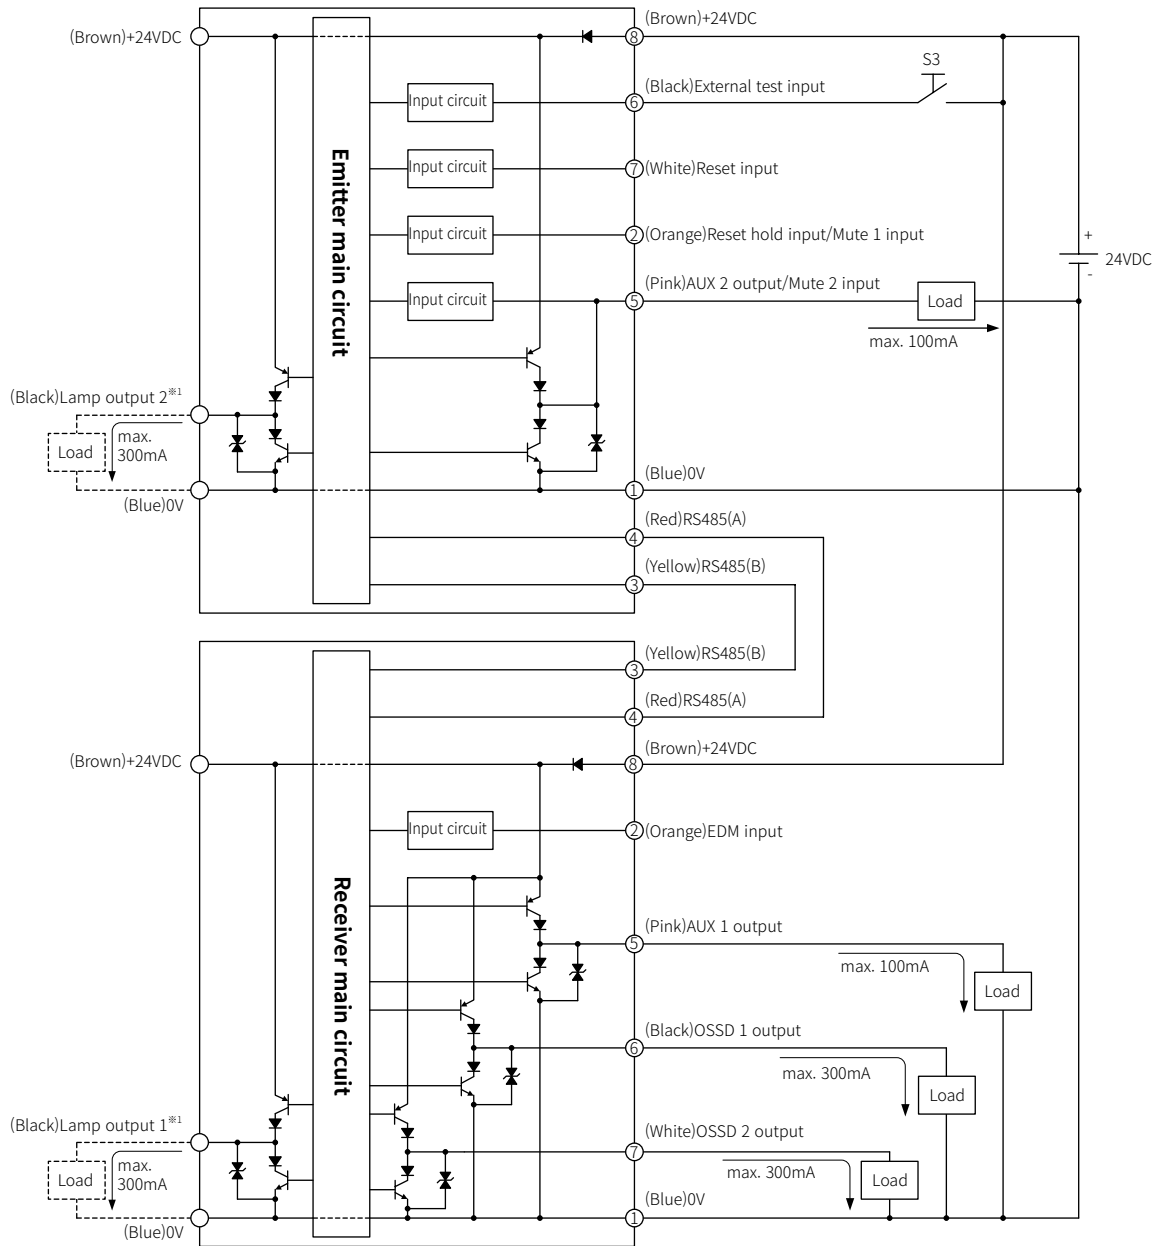 (Brown)+24VDC
(Brown)+24VDC
8
S3
(Black)External test input
Input circuit
6
Input circuit
7
(White)Reset input
Emitter main circuit
Input circuit
2
(Orange)Reset hold input/Mute 1 input
+
24VDC
-
(Pink)AUX 2 output/Mute 2 input
Input circuit
5
Load
max. 100mA
(Black)Lamp output 2※1
Load
max.
300mA
(Blue)0V
(Blue)0V
1
(Red)RS485(A)
4
(Yellow)RS485(B)
3
(Yellow)RS485(B)
3
(Red)RS485(A)
4
(Brown)+24VDC
(Brown)+24VDC
8
Input circuit
2
(Orange)EDM input
Receiver main circuit
(Pink)AUX 1 output
5
max. 100mA
Load
(Black)OSSD 1 output
6
max. 300mA
Load
(Black)Lamp output 1※1
(White)OSSD 2 output
7
Load
max.
300mA
max. 300mA
Load
(Blue)0V
(Blue)0V
1